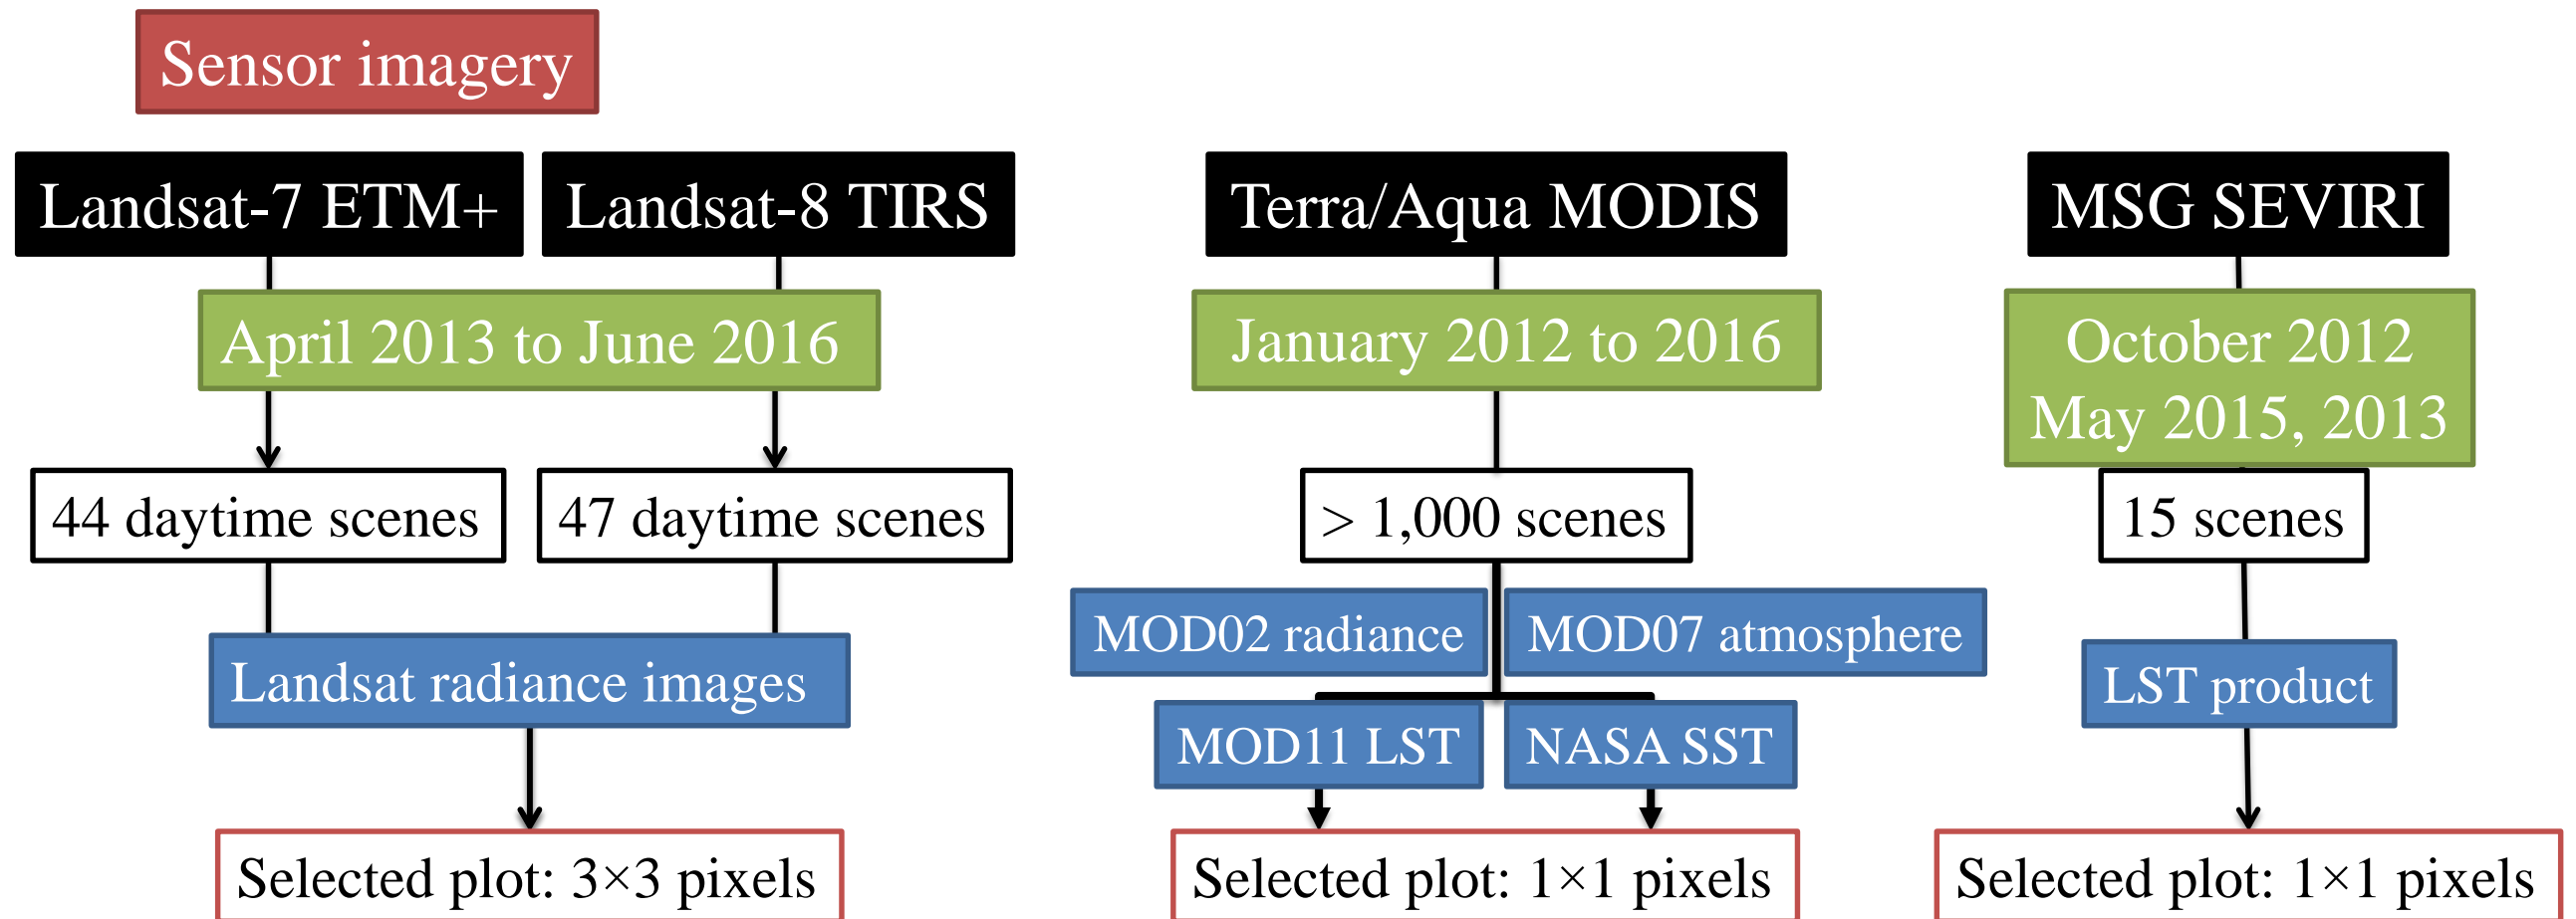 Sensor imagery
Landsat-7 ETM+
Landsat-8 TIRS
Terra/Aqua MODIS
MSG SEVIRI
April 2013 to June 2016
January 2012 to 2016
October 2012
May 2015, 2013
44 daytime scenes
47 daytime scenes
> 1,000 scenes
15 scenes
MOD02 radiance
MOD07 atmosphere
Landsat radiance images
MOD11 LST
NASA SST
LST product
Selected plot: 3×3 pixels
Selected plot: 1×1 pixels
Selected plot: 1×1 pixels